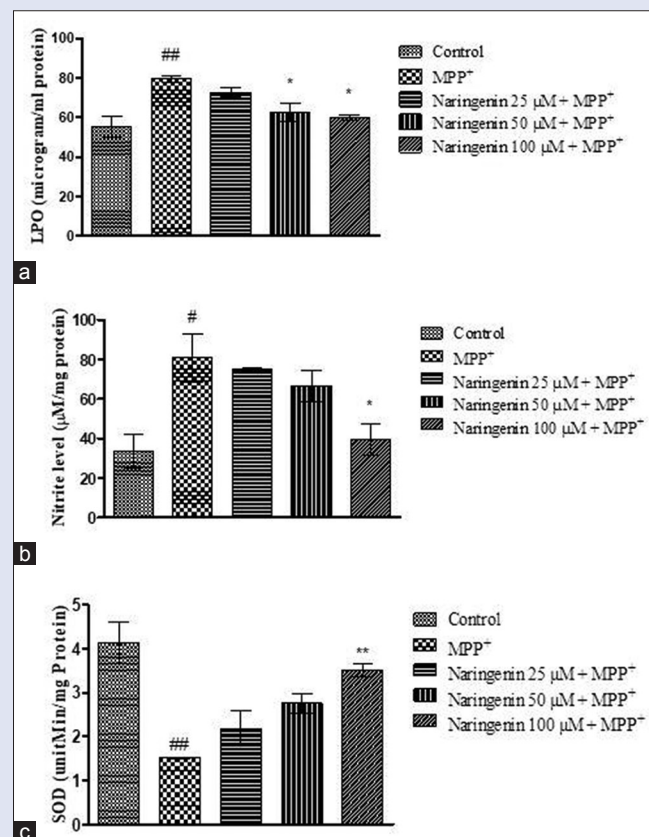 100
80
60
40
20
0
LPO (microgram/ml protein)
##
*
*
Control
MPP+
Naringenin 25 µM + MPP+
Naringenin 50 µM + MPP+
Naringenin 100 µM + MPP+
a
100
80
60
40
20
0
Nitrite level (µM/mg protein)
#
*
Control
MPP+
Naringenin 25 µM + MPP+
Naringenin 50 µM + MPP+
Naringenin 100 µM + MPP+
b
5
4
3
2
1
0
SOD (unitMin/mg Protein)
##
**
Control
MPP+
Naringenin 25 µM + MPP+
Naringenin 50 µM + MPP+
Naringenin 100 µM + MPP+
c